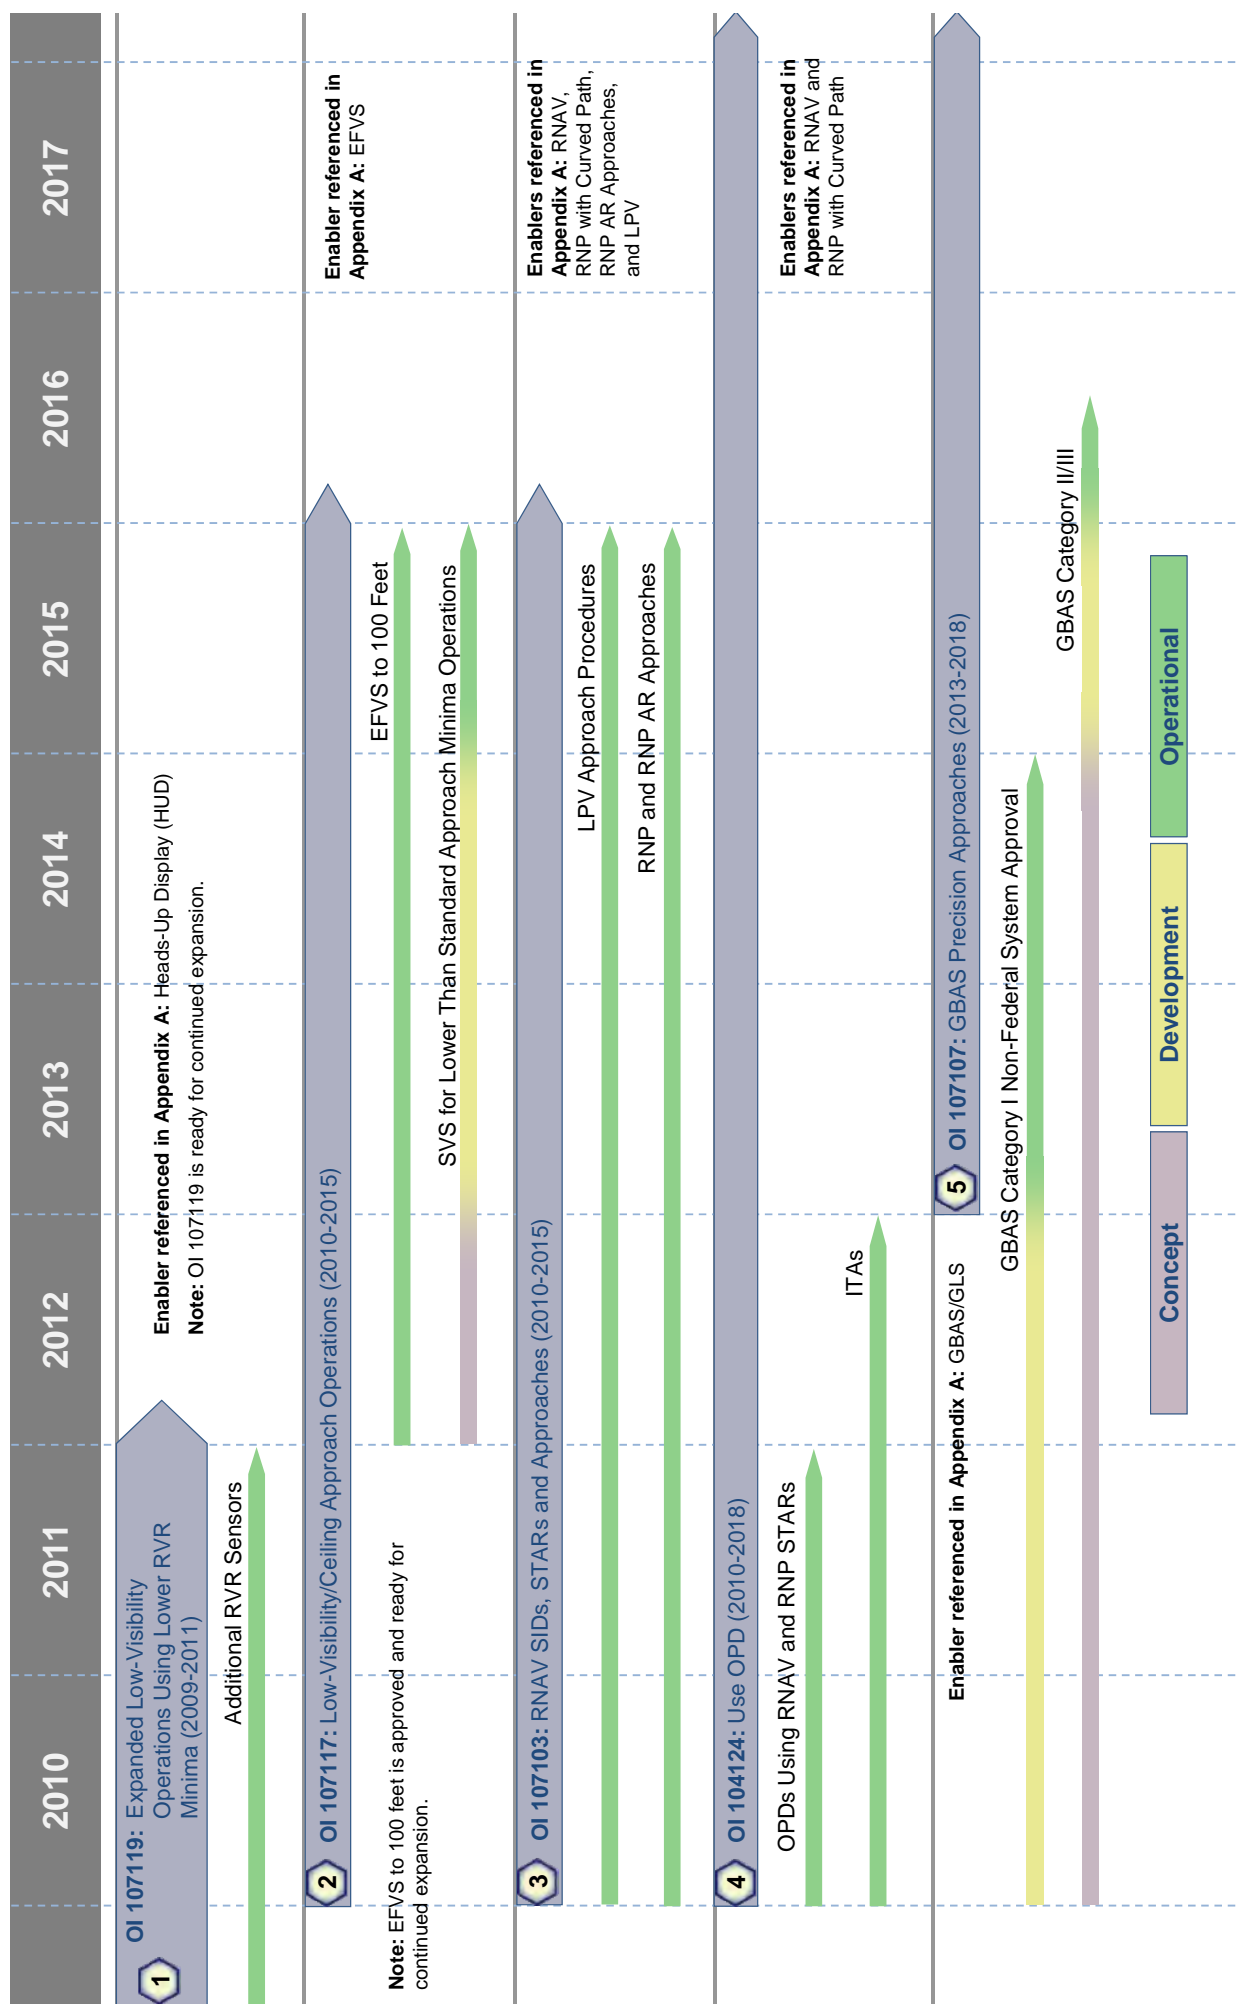 2010
2011
2012
2013
2014
2015
2016
2017
1
OI 107119: Expanded Low-Visibility
Operations Using Lower RVR
Minima (2009-2011)
Enabler referenced in Appendix A: Heads-Up Display (HUD)
Note: OI 107119 is ready for continued expansion.
Additional RVR Sensors
2
OI 107117: Low-Visibility/Ceiling Approach Operations (2010-2015)
Enabler referenced in
Appendix A: EFVS
Note: EFVS to 100 feet is approved and ready for
continued expansion.
EFVS to 100 Feet
SVS for Lower Than Standard Approach Minima Operations
3
OI 107103: RNAV SIDs, STARs and Approaches (2010-2015)
Enablers referenced in
Appendix A: RNAV,
RNP with Curved Path,
RNP AR Approaches,
and LPV
LPV Approach Procedures
RNP and RNP AR Approaches
4
OI 104124: Use OPD (2010-2018)
Enablers referenced in
Appendix A: RNAV and
RNP with Curved Path
OPDs Using RNAV and RNP STARs
ITAs
5
OI 107107: GBAS Precision Approaches (2013-2018)
Enabler referenced in Appendix A: GBAS/GLS
GBAS Category I Non-Federal System Approval
GBAS Category II/III
Concept
Development
Operational